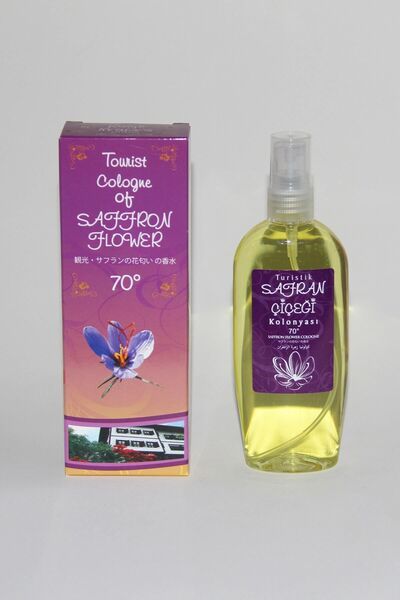 Tourist
Cologne
of
SAFFRON
FLOWER
観光・サフランの花匂い の香水
70°
Turistik
SAFRAN
ÇİÇEĞİ
Kolonyası
70°
SAFFRON FLOWER COLOGNE